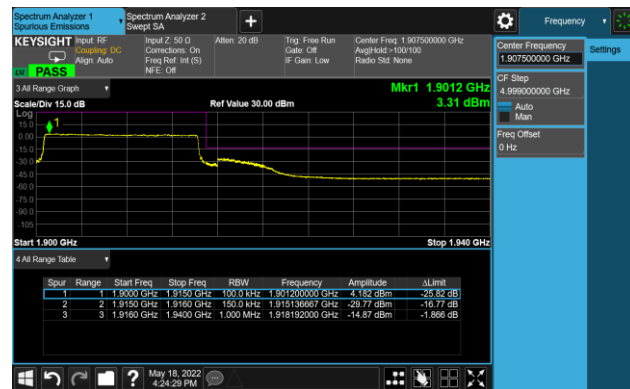 Spectrum Analyzer 1
Spurious Emissions
Spectrum Analyzer 2
Swept SA
Frequency
KEYSIGHT
Input: RF
Coupling: DC
Align: Auto
Input Z: 50 Ω
Corrections: On
Freq Ref: Int (S)
NFE: Off
Atten: 20 dB
Trig: Free Run
Gate: Off
IF Gain: Low
Center Freq: 1.907500000 GHz
Avg|Hold:>100/100
Radio Std: None
PASS
Center Frequency
1.907500000 GHz
Settings
CF Step
4.999000000 GHz
Auto
Man
Freq Offset
0 Hz
3 All Range Graph
Mkr1 1.9012 GHz
3.31 dBm
Scale/Div 15.0 dB
Ref Value 30.00 dBm
Log
15.0
0.00
-15.0
-30.0
-45.0
-60.0
-75.0
-90.0
-105
1
Start 1.900 GHz
Stop 1.940 GHz
4 All Range Table
Spur Range Start Freq Stop Freq RBW Frequency Amplitude ΔLimit
1 1 1.9000 GHz 1.9150 GHz 100.0 kHz 1.901200000 GHz 4.182 dBm -25.82 dB
2 2 1.9150 GHz 1.9160 GHz 150.0 kHz 1.915136667 GHz -29.77 dBm -16.77 dB
3 3 1.9160 GHz 1.9400 GHz 1.000 MHz 1.918192000 GHz -14.87 dBm -1.866 dB
May 18, 2022
4:24:29 PM